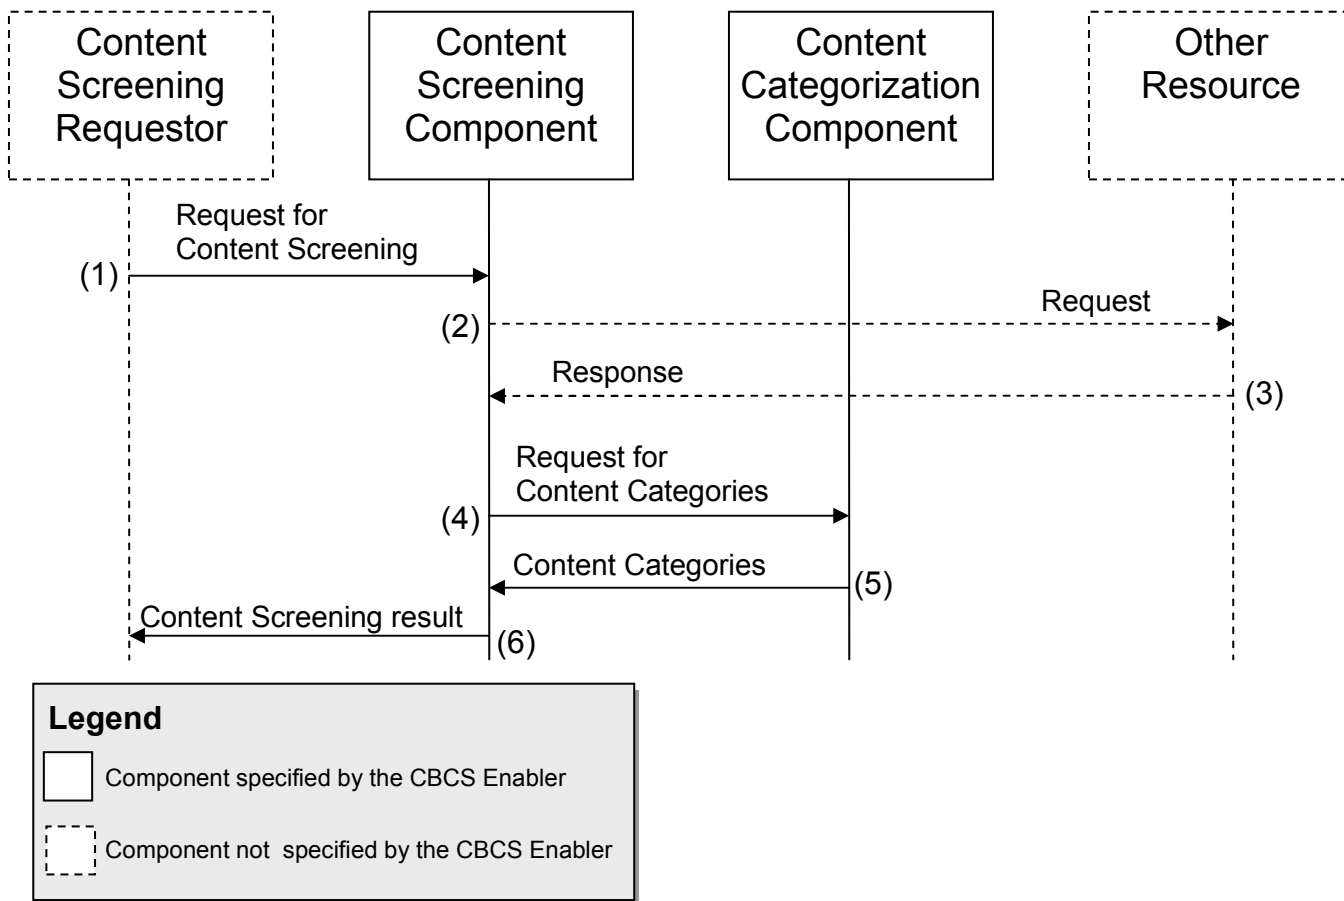 Content
Screening
Requestor
Content
Screening
Component
Content
Categorization
Component
Other
Resource
Request for
Content Screening
(1)
Request
(2)
Response
(3)
Request for
Content Categories
(4)
Content Categories
(5)
Content Screening result
(6)
Legend
Component specified by the CBCS Enabler
Component not specified by the CBCS Enabler